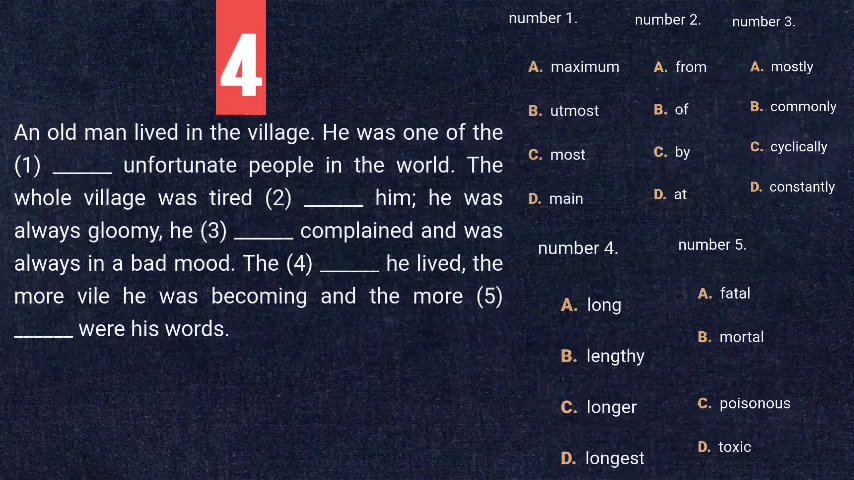 4
An old man lived in the village. He was one of the
(1) ______ unfortunate people in the world. The
whole village was tired (2) ______ him; he was
always gloomy, he (3) ______ complained and was
always in a bad mood. The (4) ______ he lived, the
more vile he was becoming and the more (5)
______ were his words.
number 1.
A. maximum
B. utmost
C. most
D. main
number 2.
A. from
B. of
C. by
D. at
number 3.
A. mostly
B. commonly
C. cyclically
D. constantly
number 4.
A. long
B. lengthy
C. longer
D. longest
number 5.
A. fatal
B. mortal
C. poisonous
D. toxic